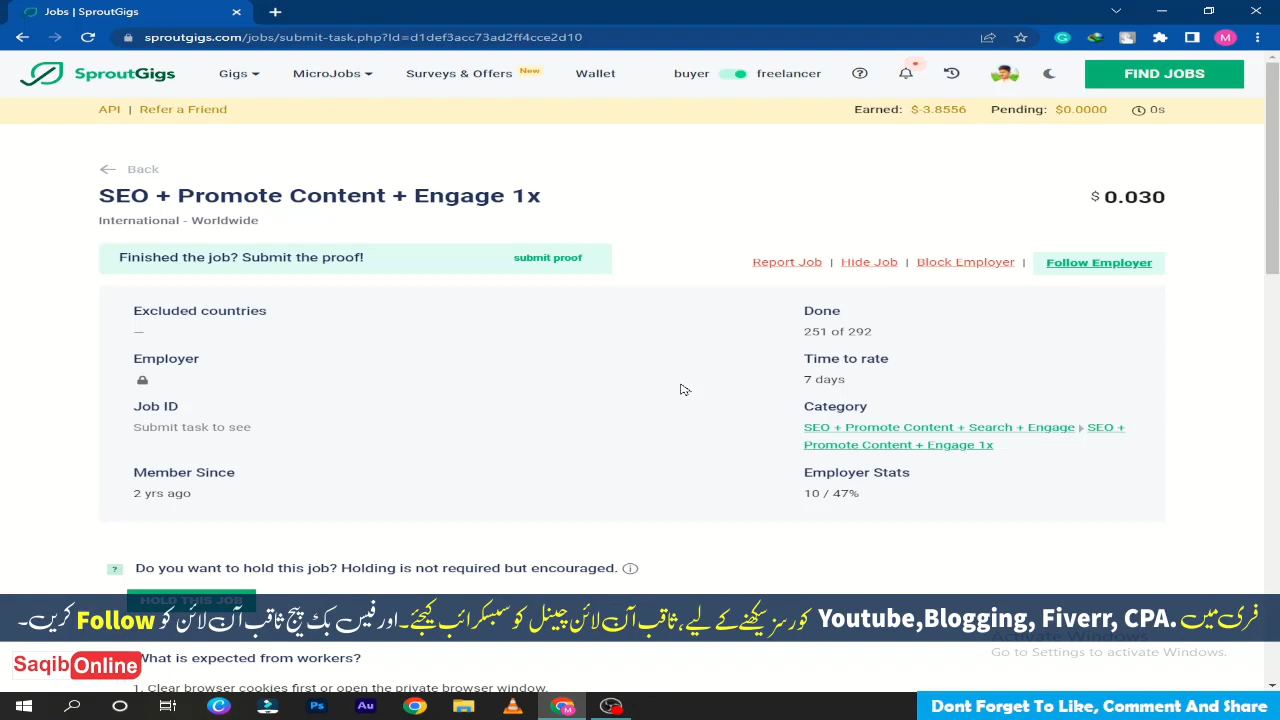 Jobs | SproutGigs
sproutgigs.com/jobs/submit-task.php?Id=d1def3acc73ad2ff4cce2d10
M
SproutGigs Gigs MicroJobs Surveys & Offers New Wallet buyer freelancer FIND JOBS
API | Refer a Friend Earned: $-3.8556 Pending: $0.0000 0s
Back
SEO + Promote Content + Engage 1x $ 0.030
International - Worldwide
Finished the job? Submit the proof! submit proof
Report Job | Hide Job | Block Employer | Follow Employer
Excluded countries Done
— 251 of 292
Employer Time to rate
7 days
Job ID Category
Submit task to see SEO + Promote Content + Search + Engage SEO +
Promote Content + Engage 1x
Member Since Employer Stats
2 yrs ago 10 / 47%
? Do you want to hold this job? Holding is not required but encouraged.
HOLD THIS JOB
فری میں Youtube,Blogging, Fiverr, CPA. کورسز سیکھنے کے لیے، ثاقب آن لائن چینل کو سبسکرائب کیجئے۔ اور فیس بک پیج ثاقب آن لائن کو Follow کریں۔
Activate Windows
Go to Settings to activate Windows.
Saqib Online
What is expected from workers?
1. Clear browser cookies first or open the private browser window.
Ps Au M
Dont Forget To Like, Comment And Share